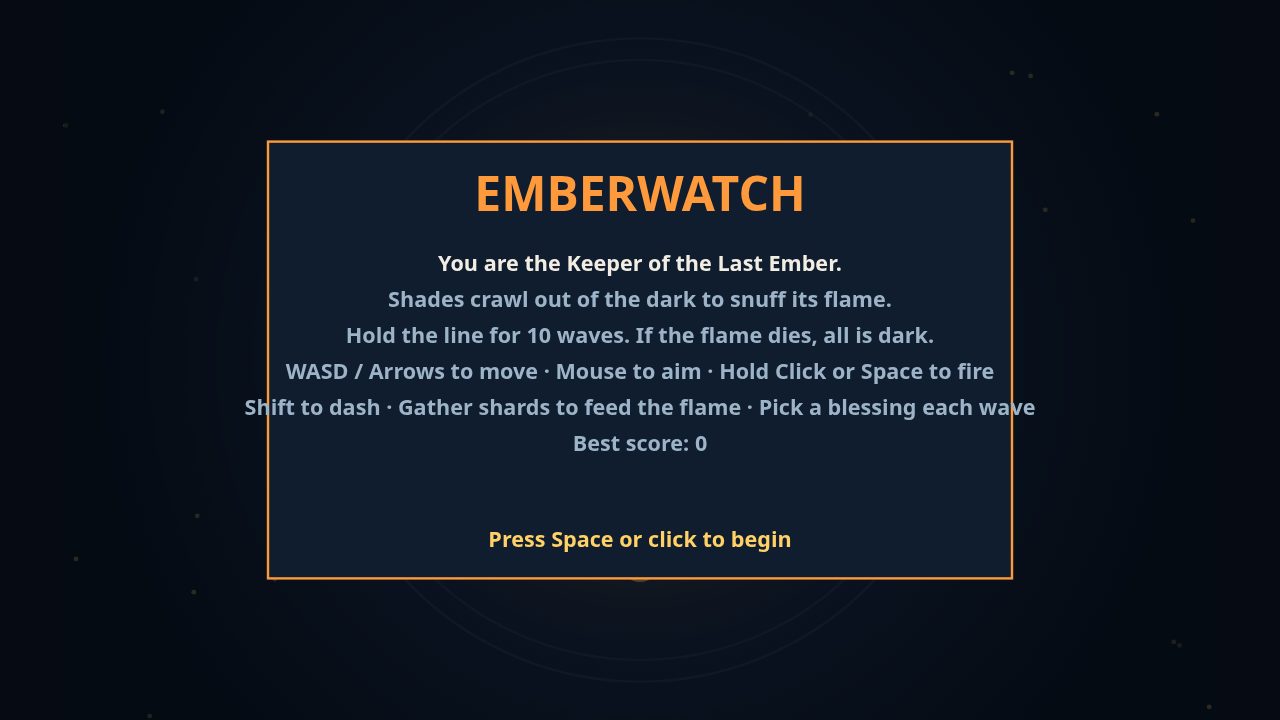 EMBERWATCH
You are the Keeper of the Last Ember.
Shades crawl out of the dark to snuff its flame.
Hold the line for 10 waves. If the flame dies, all is dark.
WASD / Arrows to move · Mouse to aim · Hold Click or Space to fire
Shift to dash · Gather shards to feed the flame · Pick a blessing each wave
Best score: 0
Press Space or click to begin